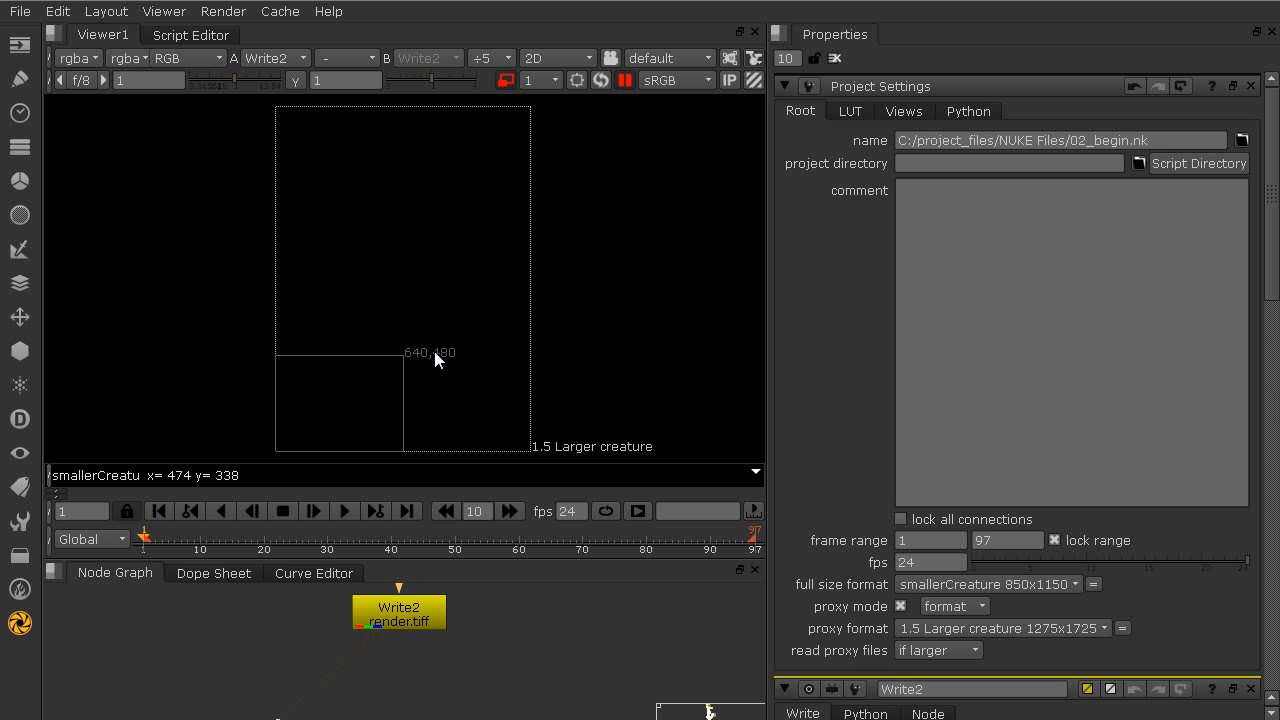 File Edit Layout Viewer Render Cache Help
Viewer1 Script Editor
rgba rgba RGB A Write2 - B Write2 +5 2D default
f/8 1 Y 1 1 sRGB IP
640,480
1.5 Larger creature
smallerCreatu x= 474 y= 338
1 10 fps 24
Global 1 1 10 20 30 40 50 60 70 80 90 97 97
Node Graph Dope Sheet Curve Editor
Write2
render.tiff
Properties
10
Project Settings
Root LUT Views Python
name C:/project_files/NUKE Files/02_begin.nk
project directory Script Directory
comment
lock all connections
frame range 1 97 lock range
fps 24
full size format smallerCreature 850x1150 =
proxy mode format
proxy format 1.5 Larger creature 1275x1725 =
read proxy files if larger
Write2
Write Python Node